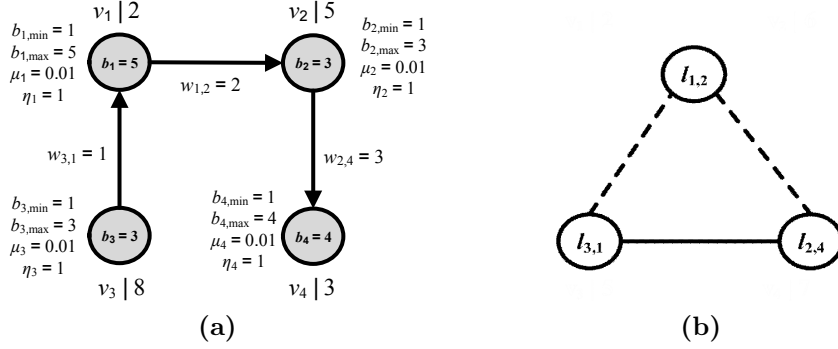 v₁ | 2
b₁,min = 1
b₁,max = 5
μ₁ = 0.01
η₁ = 1
b₁ = 5
w₁,₂ = 2
v₂ | 5
b₂ = 3
b₂,min = 1
b₂,max = 3
μ₂ = 0.01
η₂ = 1
w₃,₁ = 1
w₂,₄ = 3
b₃,min = 1
b₃,max = 3
μ₃ = 0.01
η₃ = 1
b₃ = 3
v₃ | 8
b₄,min = 1
b₄,max = 4
μ₄ = 0.01
η₄ = 1
b₄ = 4
v₄ | 3
(a)
l₁,₂
l₃,₁
l₂,₄
(b)